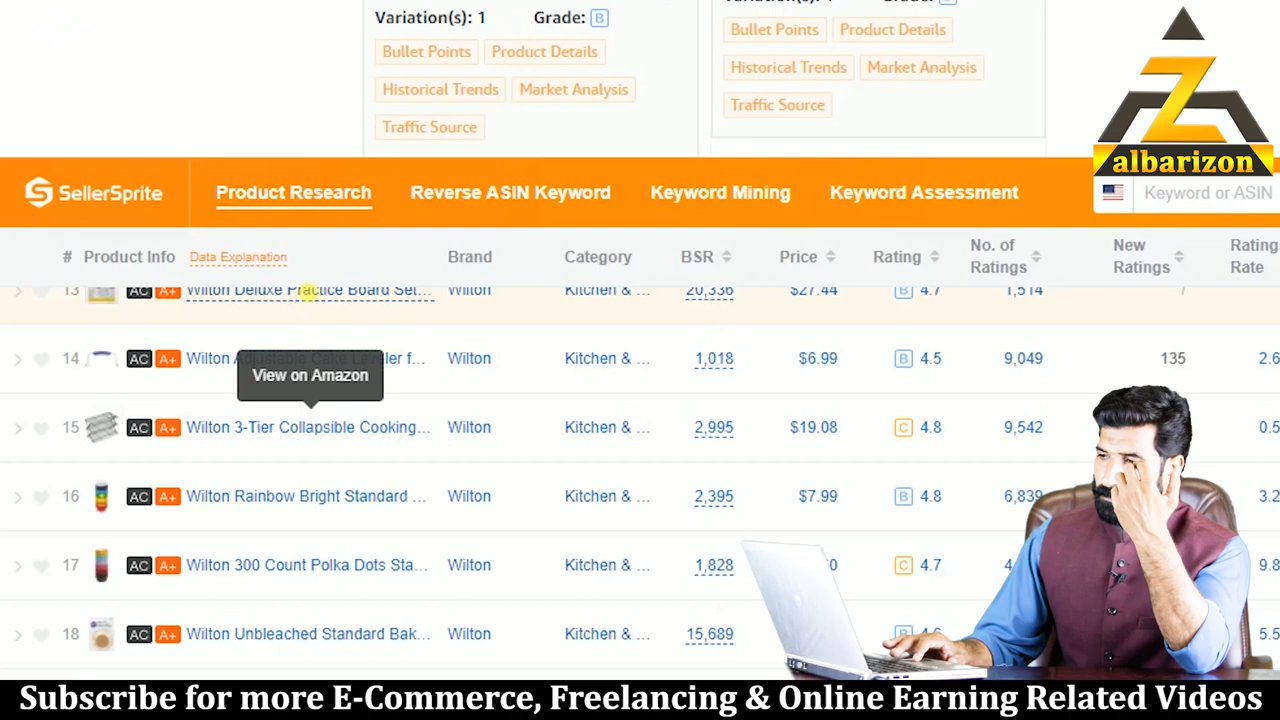 Variation(s): 1 Grade: B
Bullet Points Product Details
Bullet Points Product Details
Historical Trends Market Analysis
Historical Trends Market Analysis
Traffic Source
Traffic Source
Z
albarizon
SellerSprite Product Research Reverse ASIN Keyword Keyword Mining Keyword Assessment Keyword or ASIN
# Product Info Data Explanation Brand Category BSR Price Rating No. of Ratings New Ratings Rating
Rate
13 AC A+ Wilton Deluxe Practice Board Set... Wilton Kitchen & ... 20,336 $27.44 B 4.7 1,514
14 AC A+ Wilton Cake f... Wilton Kitchen & ... 1,018 $6.99 B 4.5 9,049 135 2.6
View on Amazon
15 AC A+ Wilton 3-Tier Collapsible Cooking... Wilton Kitchen & ... 2,995 $19.08 C 4.8 9,542 0.5
16 AC A+ Wilton Rainbow Bright Standard ... Wilton Kitchen & ... 2,395 $7.99 B 4.8 6,839 3.2
17 AC A+ Wilton 300 Count Polka Dots Sta... Wilton Kitchen & ... 1,828 C 4.7 9.8
18 AC A+ Wilton Unbleached Standard Bak... Wilton Kitchen & ... 15,689 5.5
Subscribe for more E-Commerce, Freelancing & Online Earning Related Videos